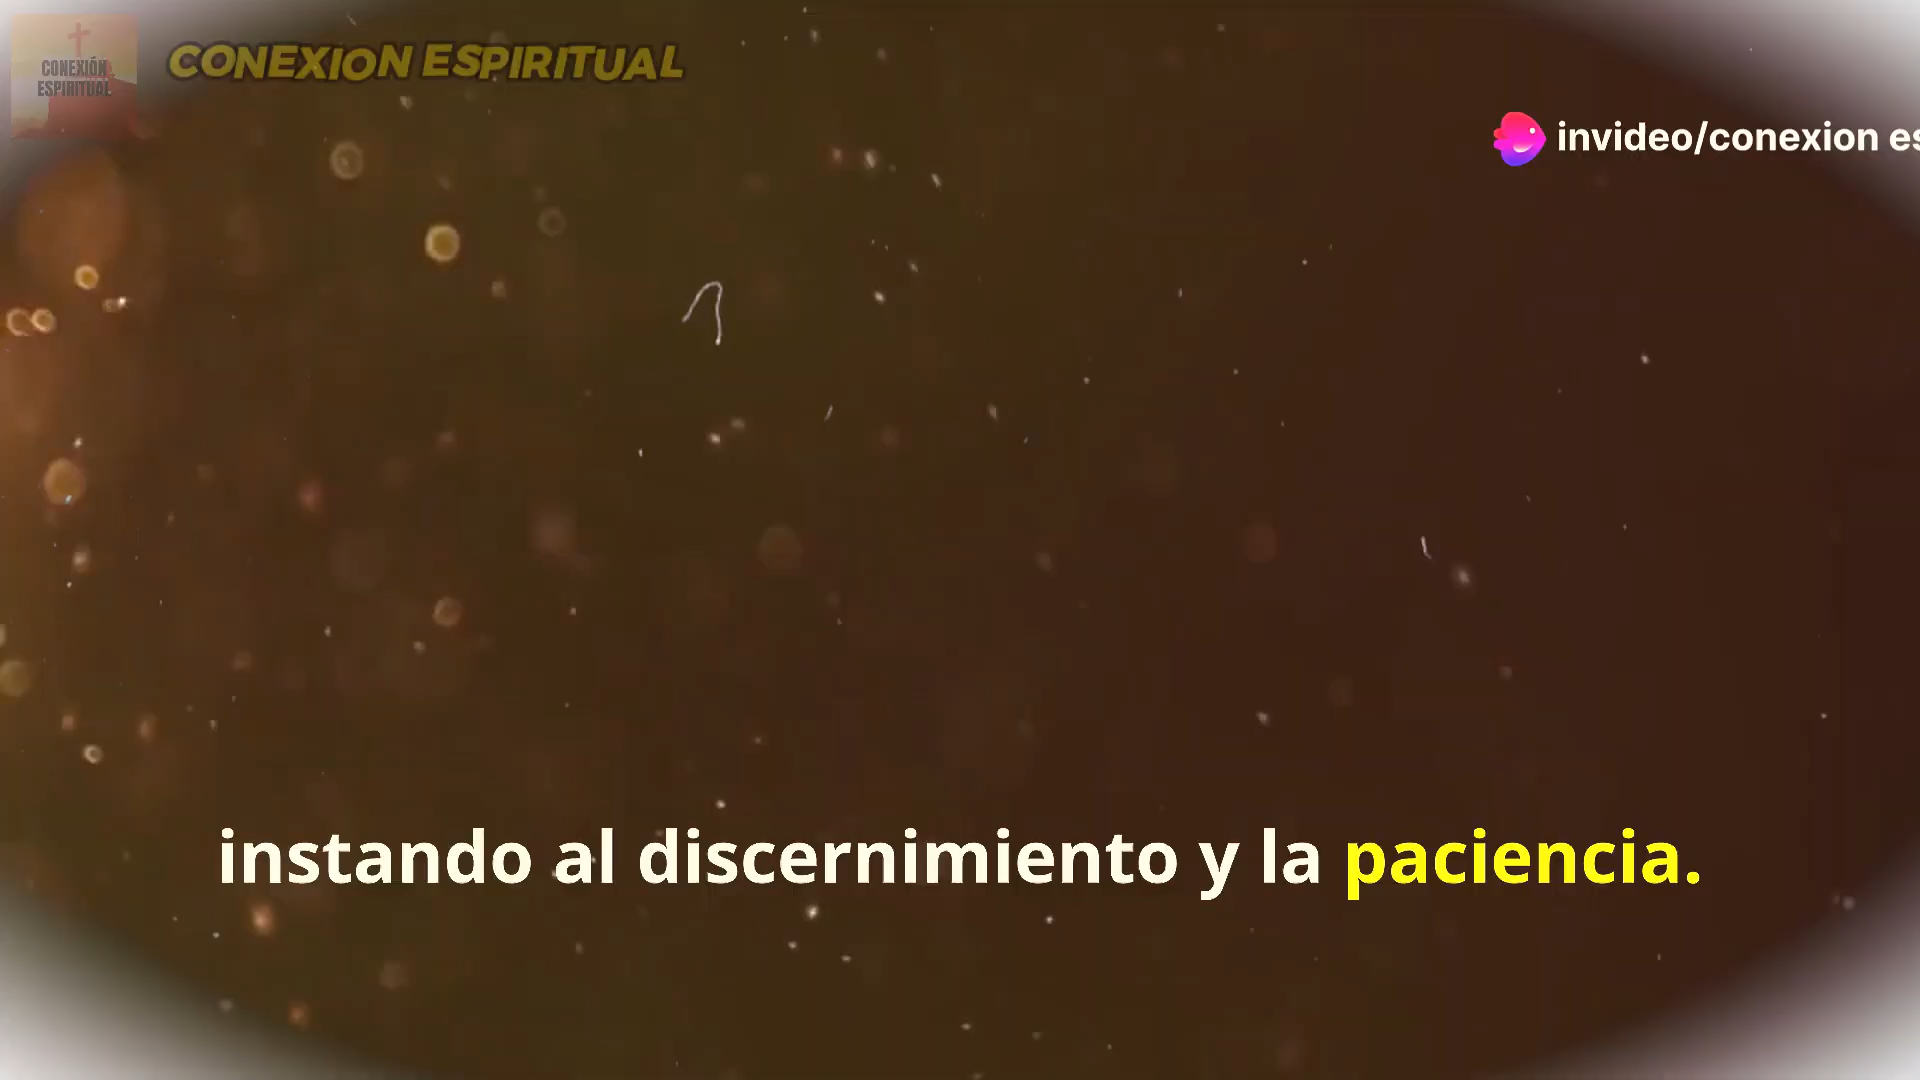 CONEXIÓN
ESPIRITUAL
CONEXION ESPIRITUAL
invideo/conexion es
instando al discernimiento y la paciencia.